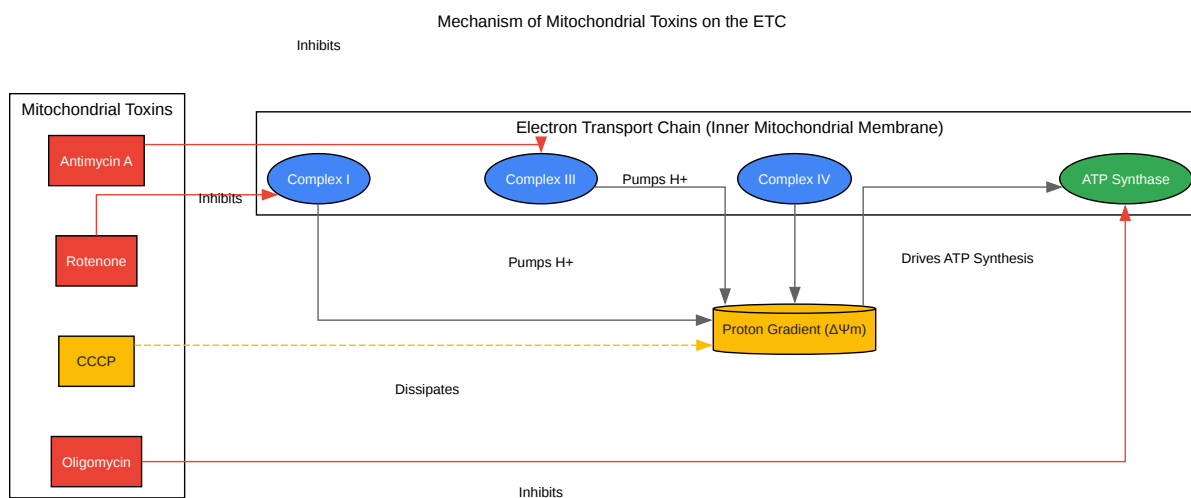 Mechanism of Mitochondrial Toxins on the ETC
Inhibits
Mitochondrial Toxins
Electron Transport Chain (Inner Mitochondrial Membrane)
Antimycin A
Complex I
Complex III
Pumps H+
Complex IV
ATP Synthase
Inhibits
Rotenone
Pumps H+
Drives ATP Synthesis
Proton Gradient (ΔΨm)
CCCP
Dissipates
Oligomycin
Inhibits